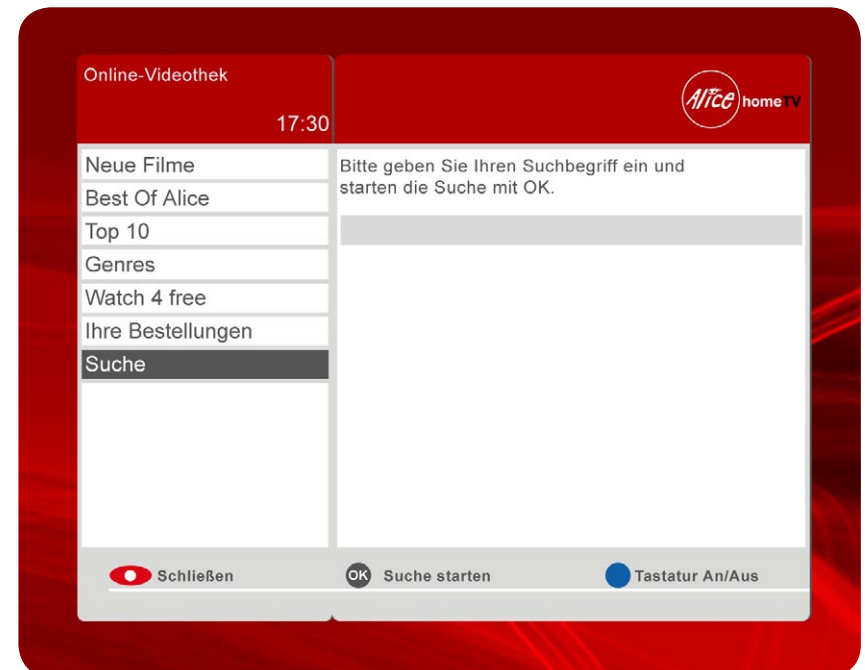 Online-Videothek
17:30
Alice homeTV
Neue Filme
Best Of Alice
Top 10
Genres
Watch 4 free
Ihre Bestellungen
Suche
Bitte geben Sie Ihren Suchbegriff ein und
starten die Suche mit OK.
Schließen
OK Suche starten
Tastatur An/Aus